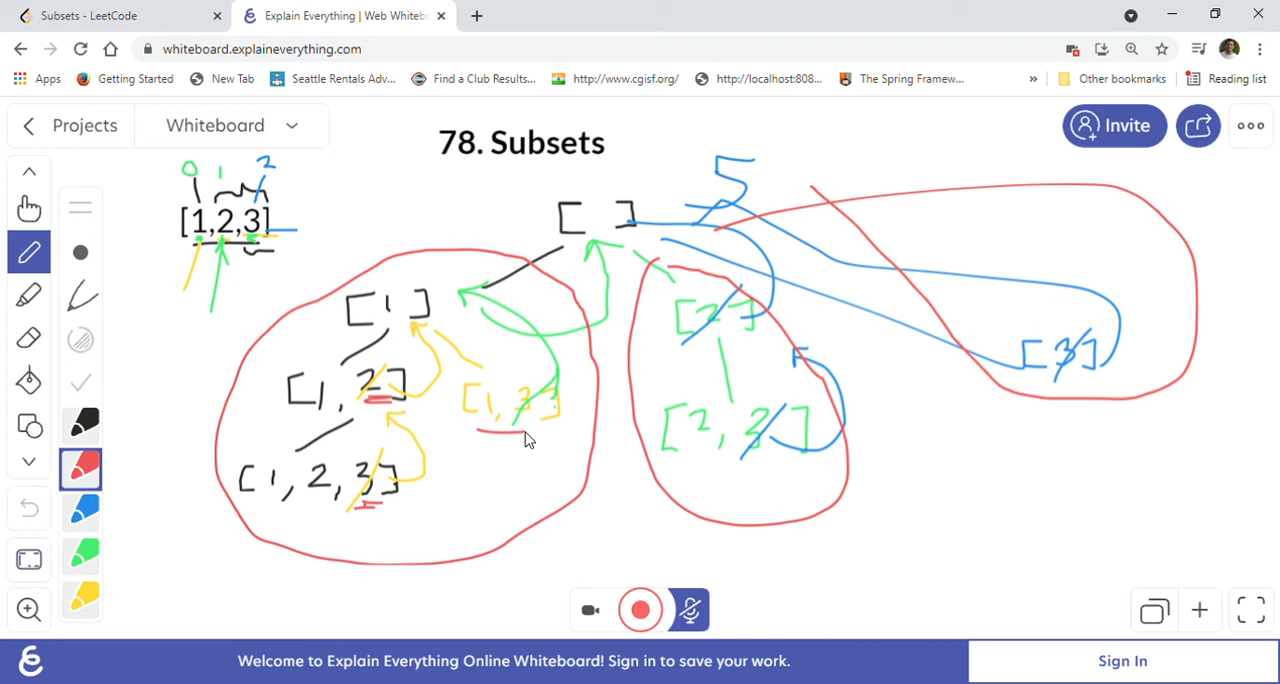 Subsets - LeetCode
Explain Everything | Web Whitebo
whiteboard.explaineverything.com
Apps
Getting Started
New Tab
Seattle Rentals Adv...
Find a Club Results...
http://www.cgisf.org/
http://localhost:808...
The Spring Framew...
»
Other bookmarks
Reading list
Projects
Whiteboard
78. Subsets
Invite
0 1 2
[1,2,3]
[ ]
5
[1]
[2]
[3]
[1,2]
[1,3]
[2,3]
[1,2,3]
Welcome to Explain Everything Online Whiteboard! Sign in to save your work.
Sign In